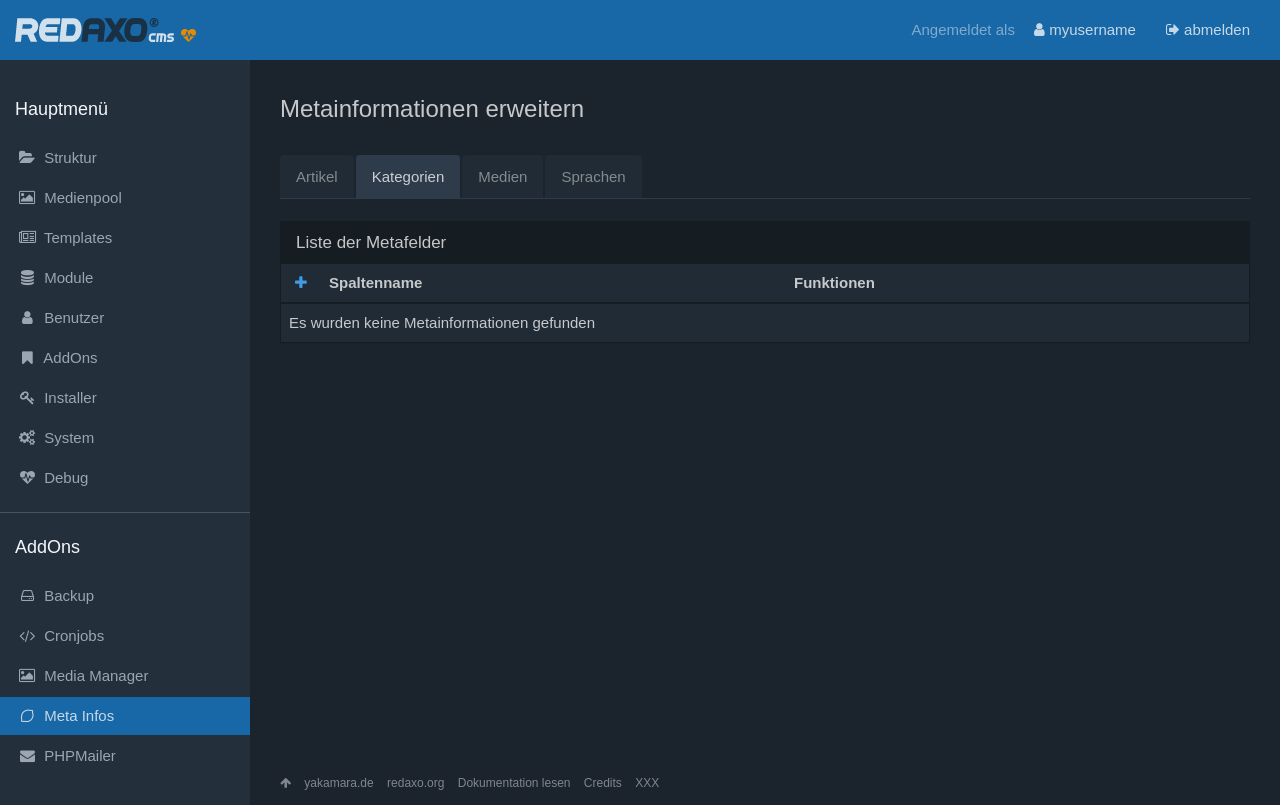 REDAXO® cms
Angemeldet als myusername abmelden
Hauptmenü
Struktur
Medienpool
Templates
Module
Benutzer
AddOns
Installer
System
Debug
AddOns
Backup
Cronjobs
Media Manager
Meta Infos
PHPMailer
Metainformationen erweitern
Artikel Kategorien Medien Sprachen
Liste der Metafelder
Spaltenname Funktionen
Es wurden keine Metainformationen gefunden
yakamara.de redaxo.org Dokumentation lesen Credits XXX